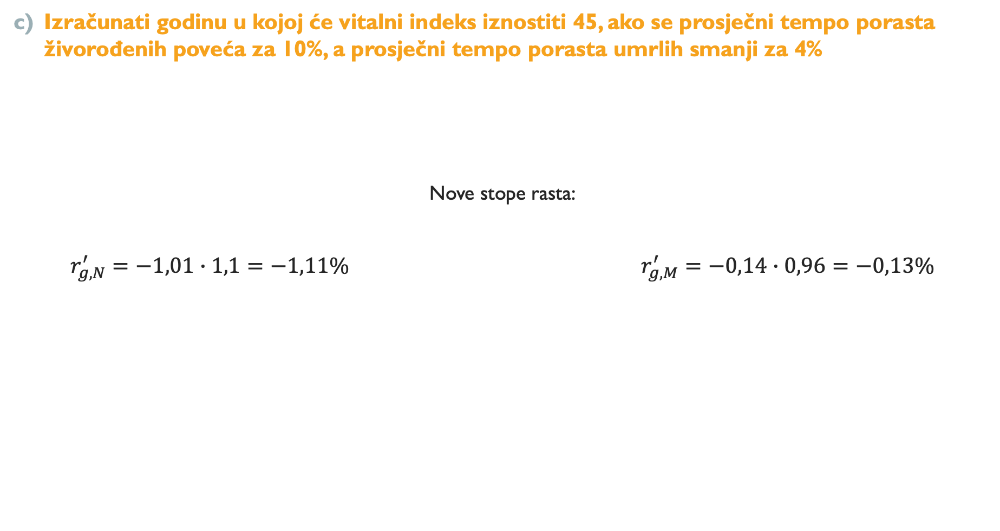 c) Izračunati godinu u kojoj će vitalni indeks iznostiti 45, ako se prosječni tempo porasta
živorođenih poveća za 10%, a prosječni tempo porasta umrlih smanji za 4%
Nove stope rasta:
r′g,N = −1,01 · 1,1 = −1,11%
r′g,M = −0,14 · 0,96 = −0,13%